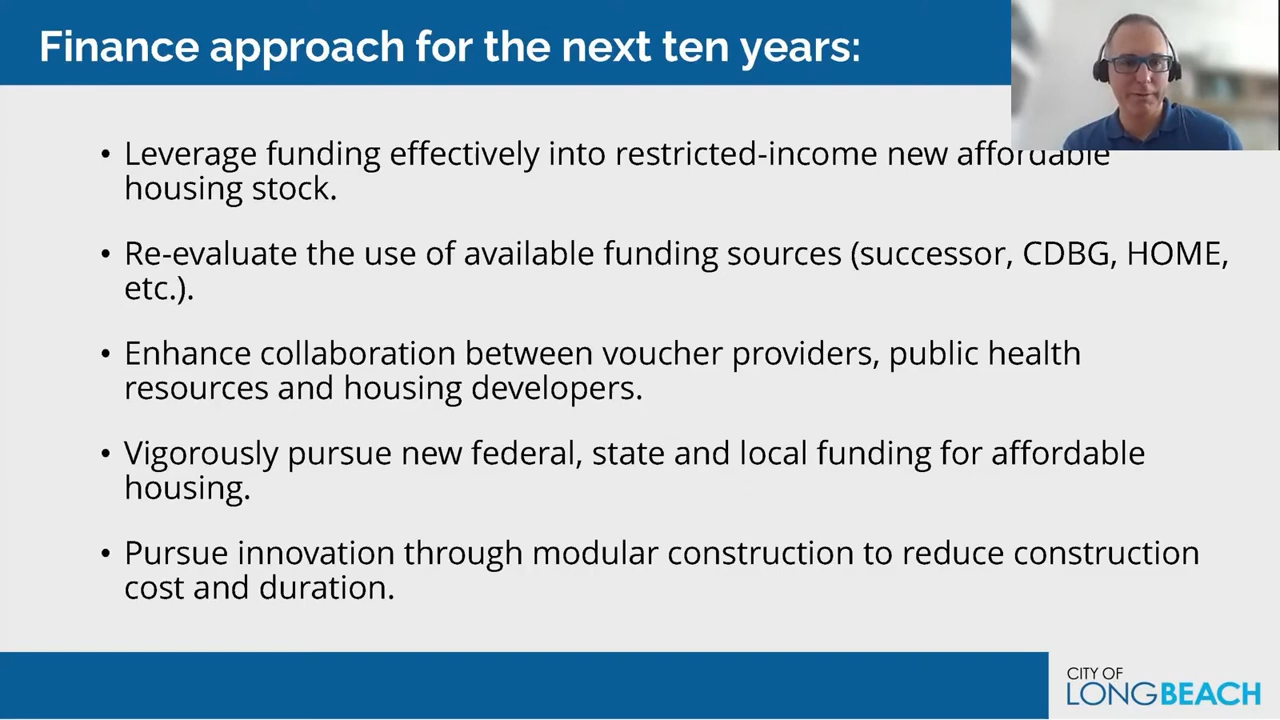 Finance approach for the next ten years:
• Leverage funding effectively into restricted-income new affordable
housing stock.
• Re-evaluate the use of available funding sources (successor, CDBG, HOME,
etc.).
• Enhance collaboration between voucher providers, public health
resources and housing developers.
• Vigorously pursue new federal, state and local funding for affordable
housing.
• Pursue innovation through modular construction to reduce construction
cost and duration.
CITY OF
LONGBEACH